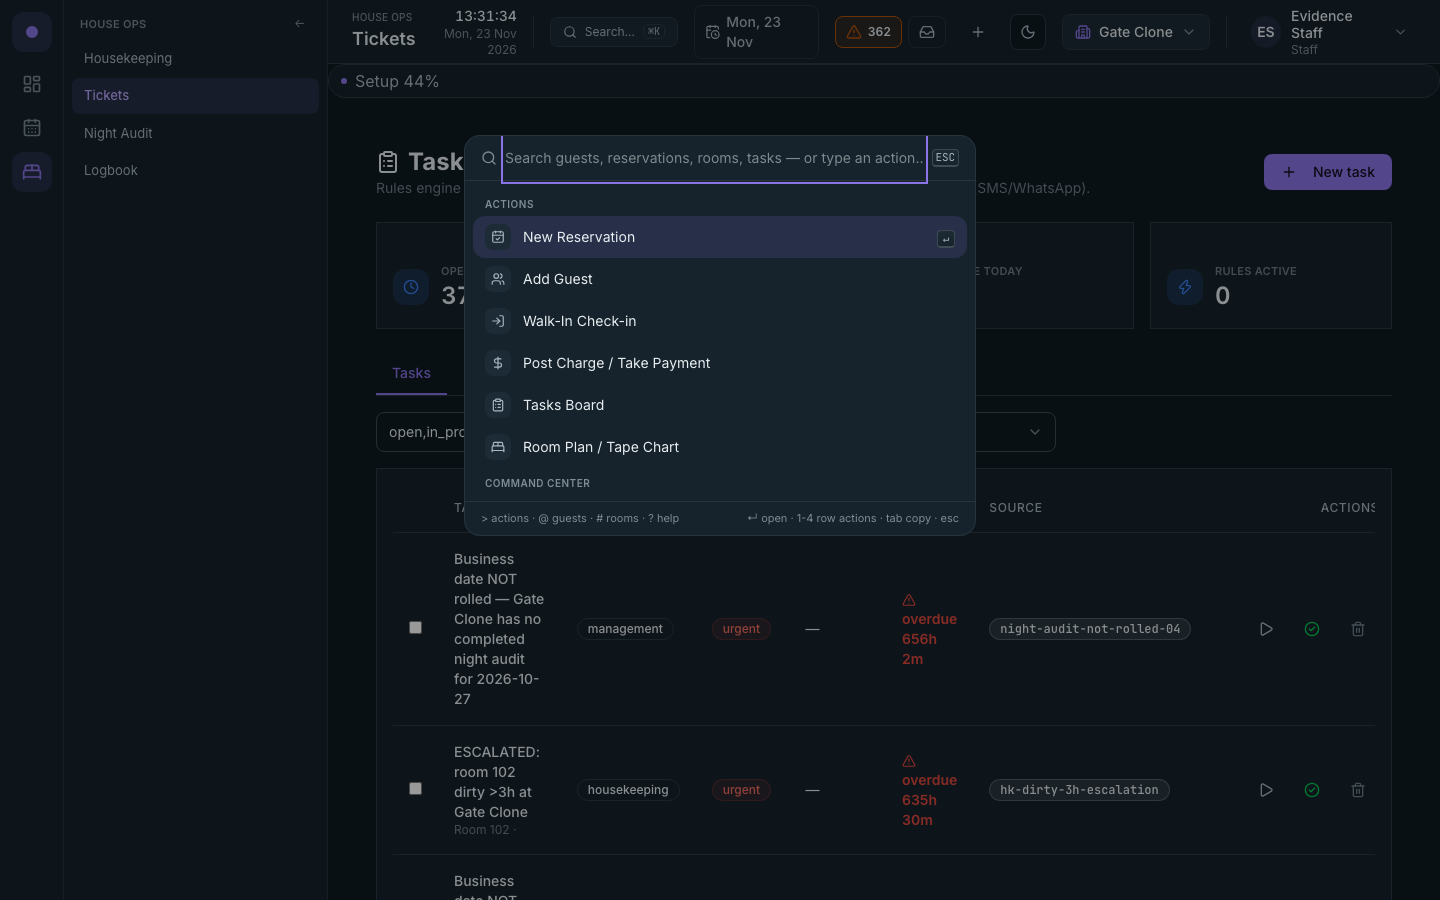 HOUSE OPS
Housekeeping
Tickets
Night Audit
Logbook
HOUSE OPS
Tickets
13:31:34
Mon, 23 Nov
2026
Search...
⌘K
Mon, 23
Nov
362
Gate Clone
ES
Evidence
Staff
Staff
Setup 44%
Task
Rules engine
SMS/WhatsApp).
New task
OPE
37
E TODAY
RULES ACTIVE
0
Tasks
open,in_pro
Search guests, reservations, rooms, tasks — or type an action..
ESC
ACTIONS
New Reservation
↵
Add Guest
Walk-In Check-in
Post Charge / Take Payment
Tasks Board
Room Plan / Tape Chart
COMMAND CENTER
> actions · @ guests · # rooms · ? help
↵ open · 1-4 row actions · tab copy · esc
TA
SOURCE
ACTIONS
Business
date NOT
rolled — Gate
Clone has no
completed
night audit
for 2026-10-
27
management
urgent
—
overdue
656h
2m
night-audit-not-rolled-04
ESCALATED:
room 102
dirty >3h at
Gate Clone
Room 102 ·
housekeeping
urgent
—
overdue
635h
30m
hk-dirty-3h-escalation
Business
date NOT